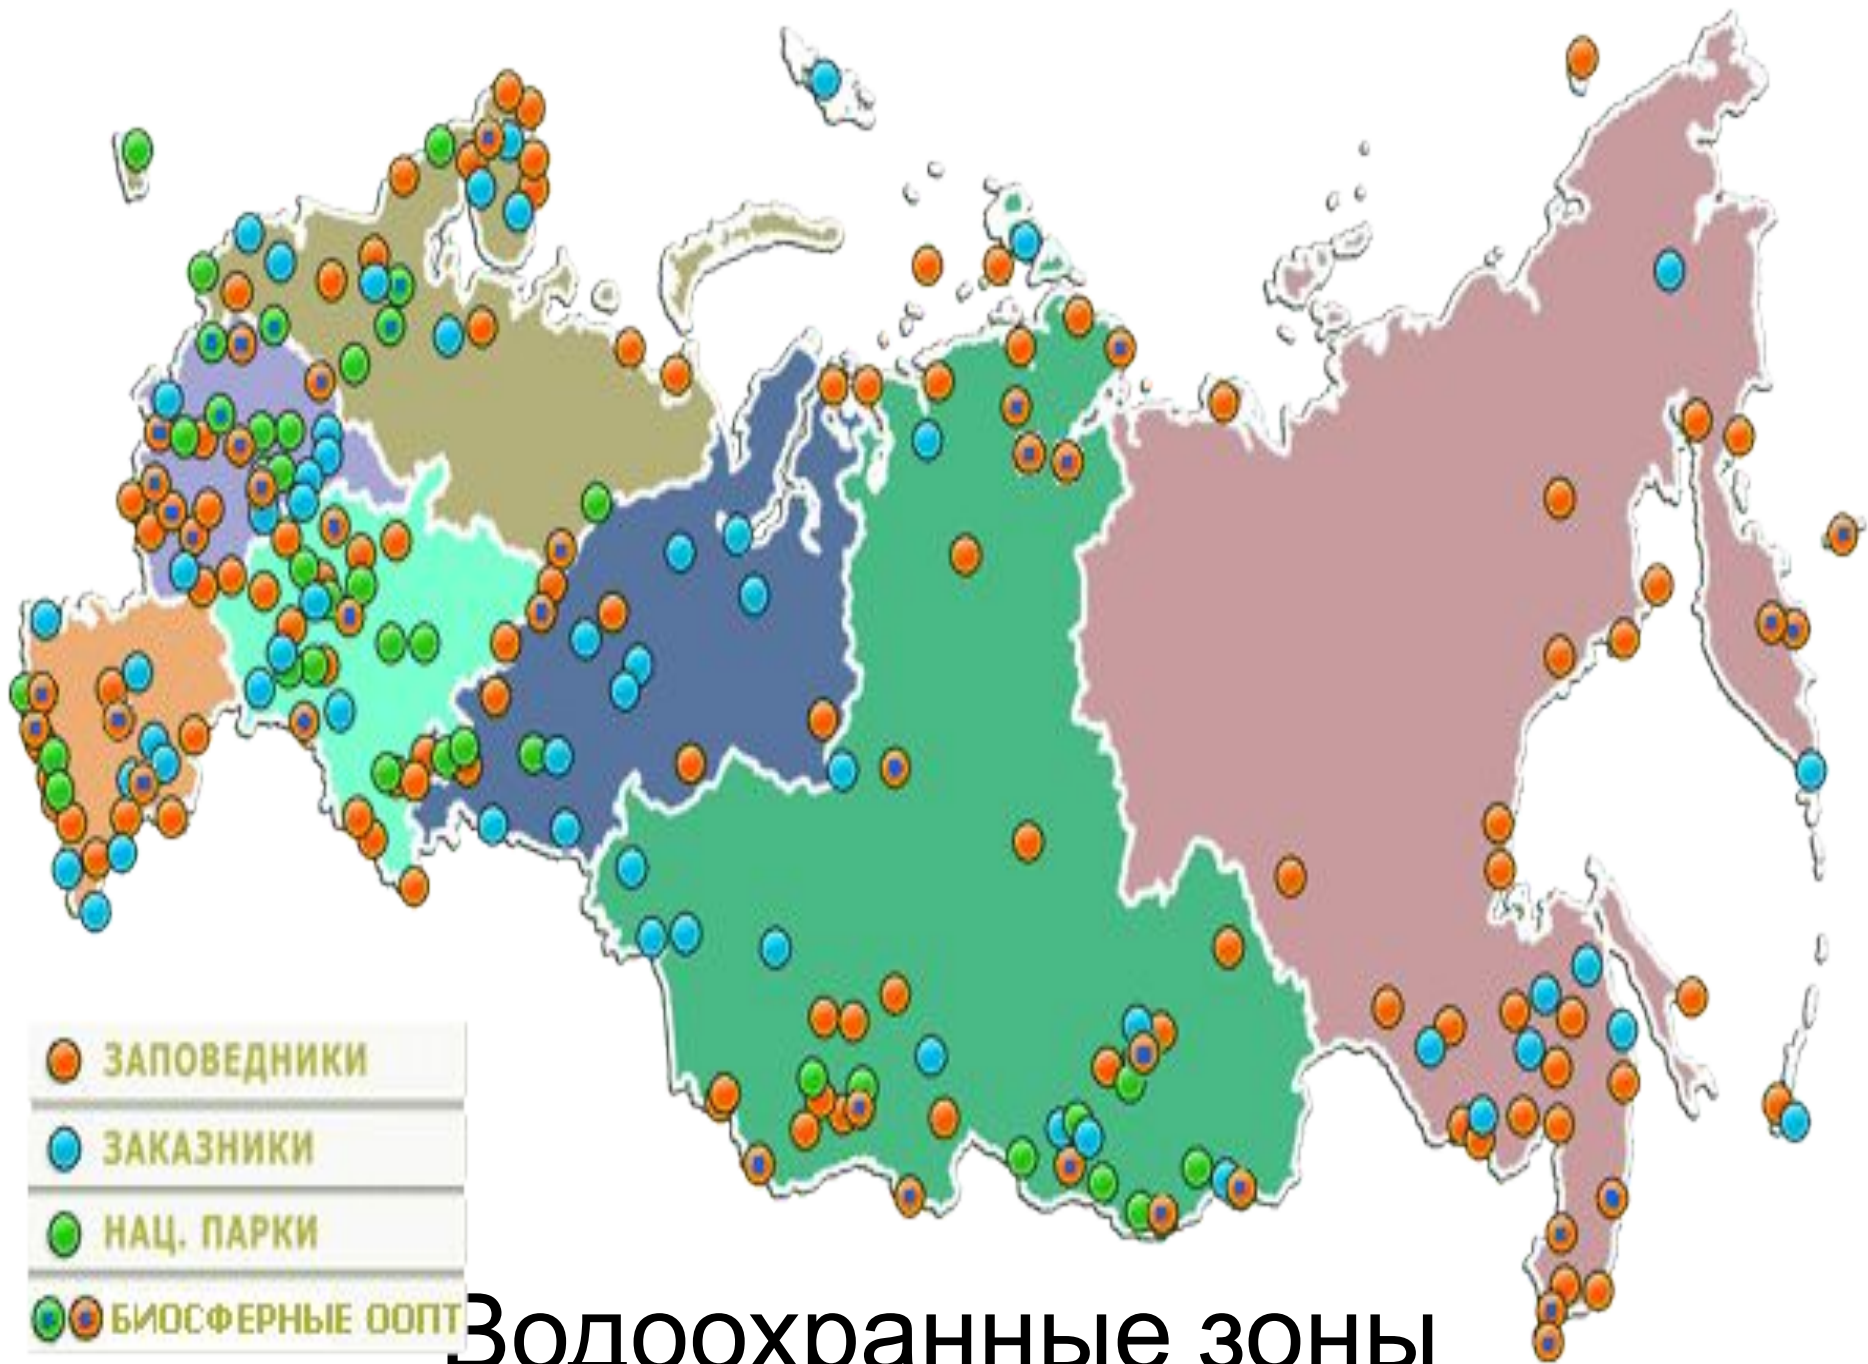 ЗАПОВЕДНИКИ
ЗАКАЗНИКИ
НАЦ. ПАРКИ
БИОСФЕРНЫЕ ООПТ
Водоохранные зоны